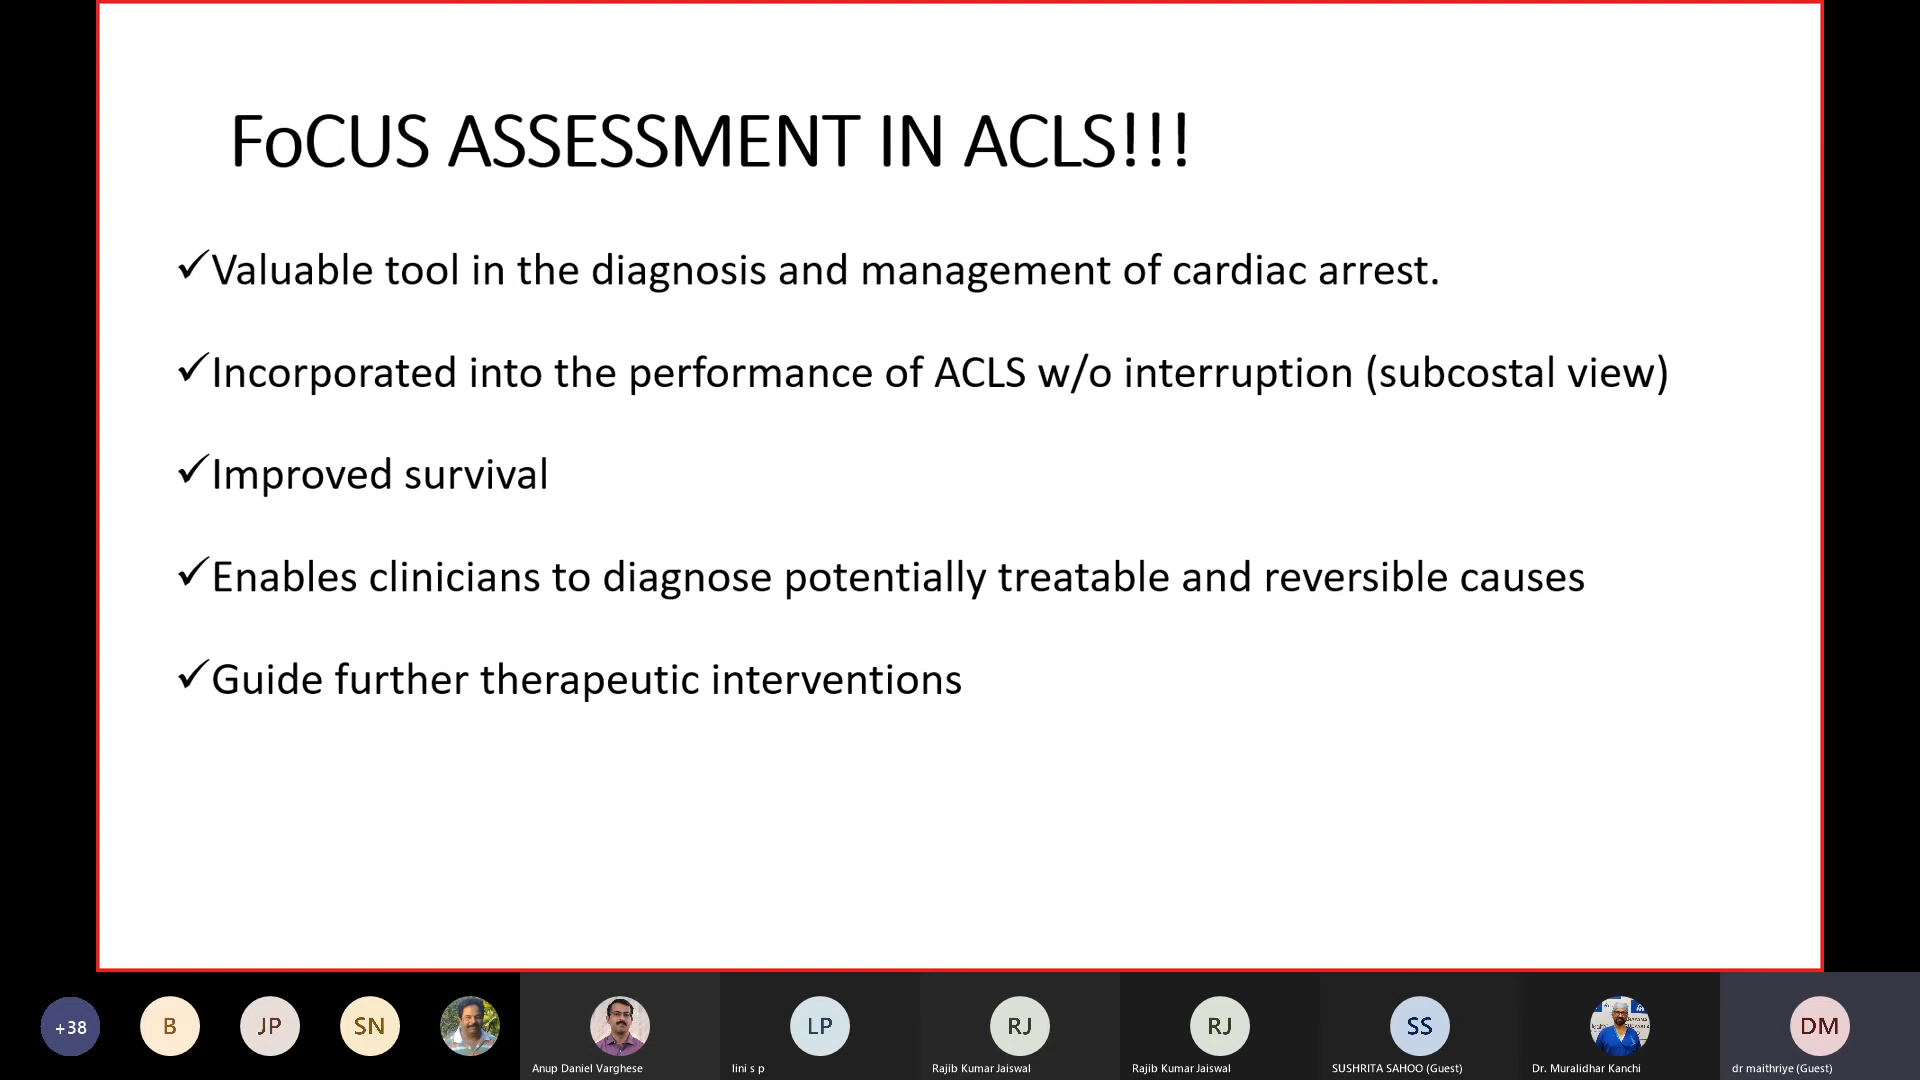 FoCUS ASSESSMENT IN ACLS!!!
✓Valuable tool in the diagnosis and management of cardiac arrest.
✓Incorporated into the performance of ACLS w/o interruption (subcostal view)
✓Improved survival
✓Enables clinicians to diagnose potentially treatable and reversible causes
✓Guide further therapeutic interventions
+38
B
JP
SN
LP
RJ
RJ
SS
DM
Anup Daniel Varghese
lini s p
Rajib Kumar Jaiswal
Rajib Kumar Jaiswal
SUSHRITA SAHOO (Guest)
Dr. Muralidhar Kanchi
dr maithriye (Guest)